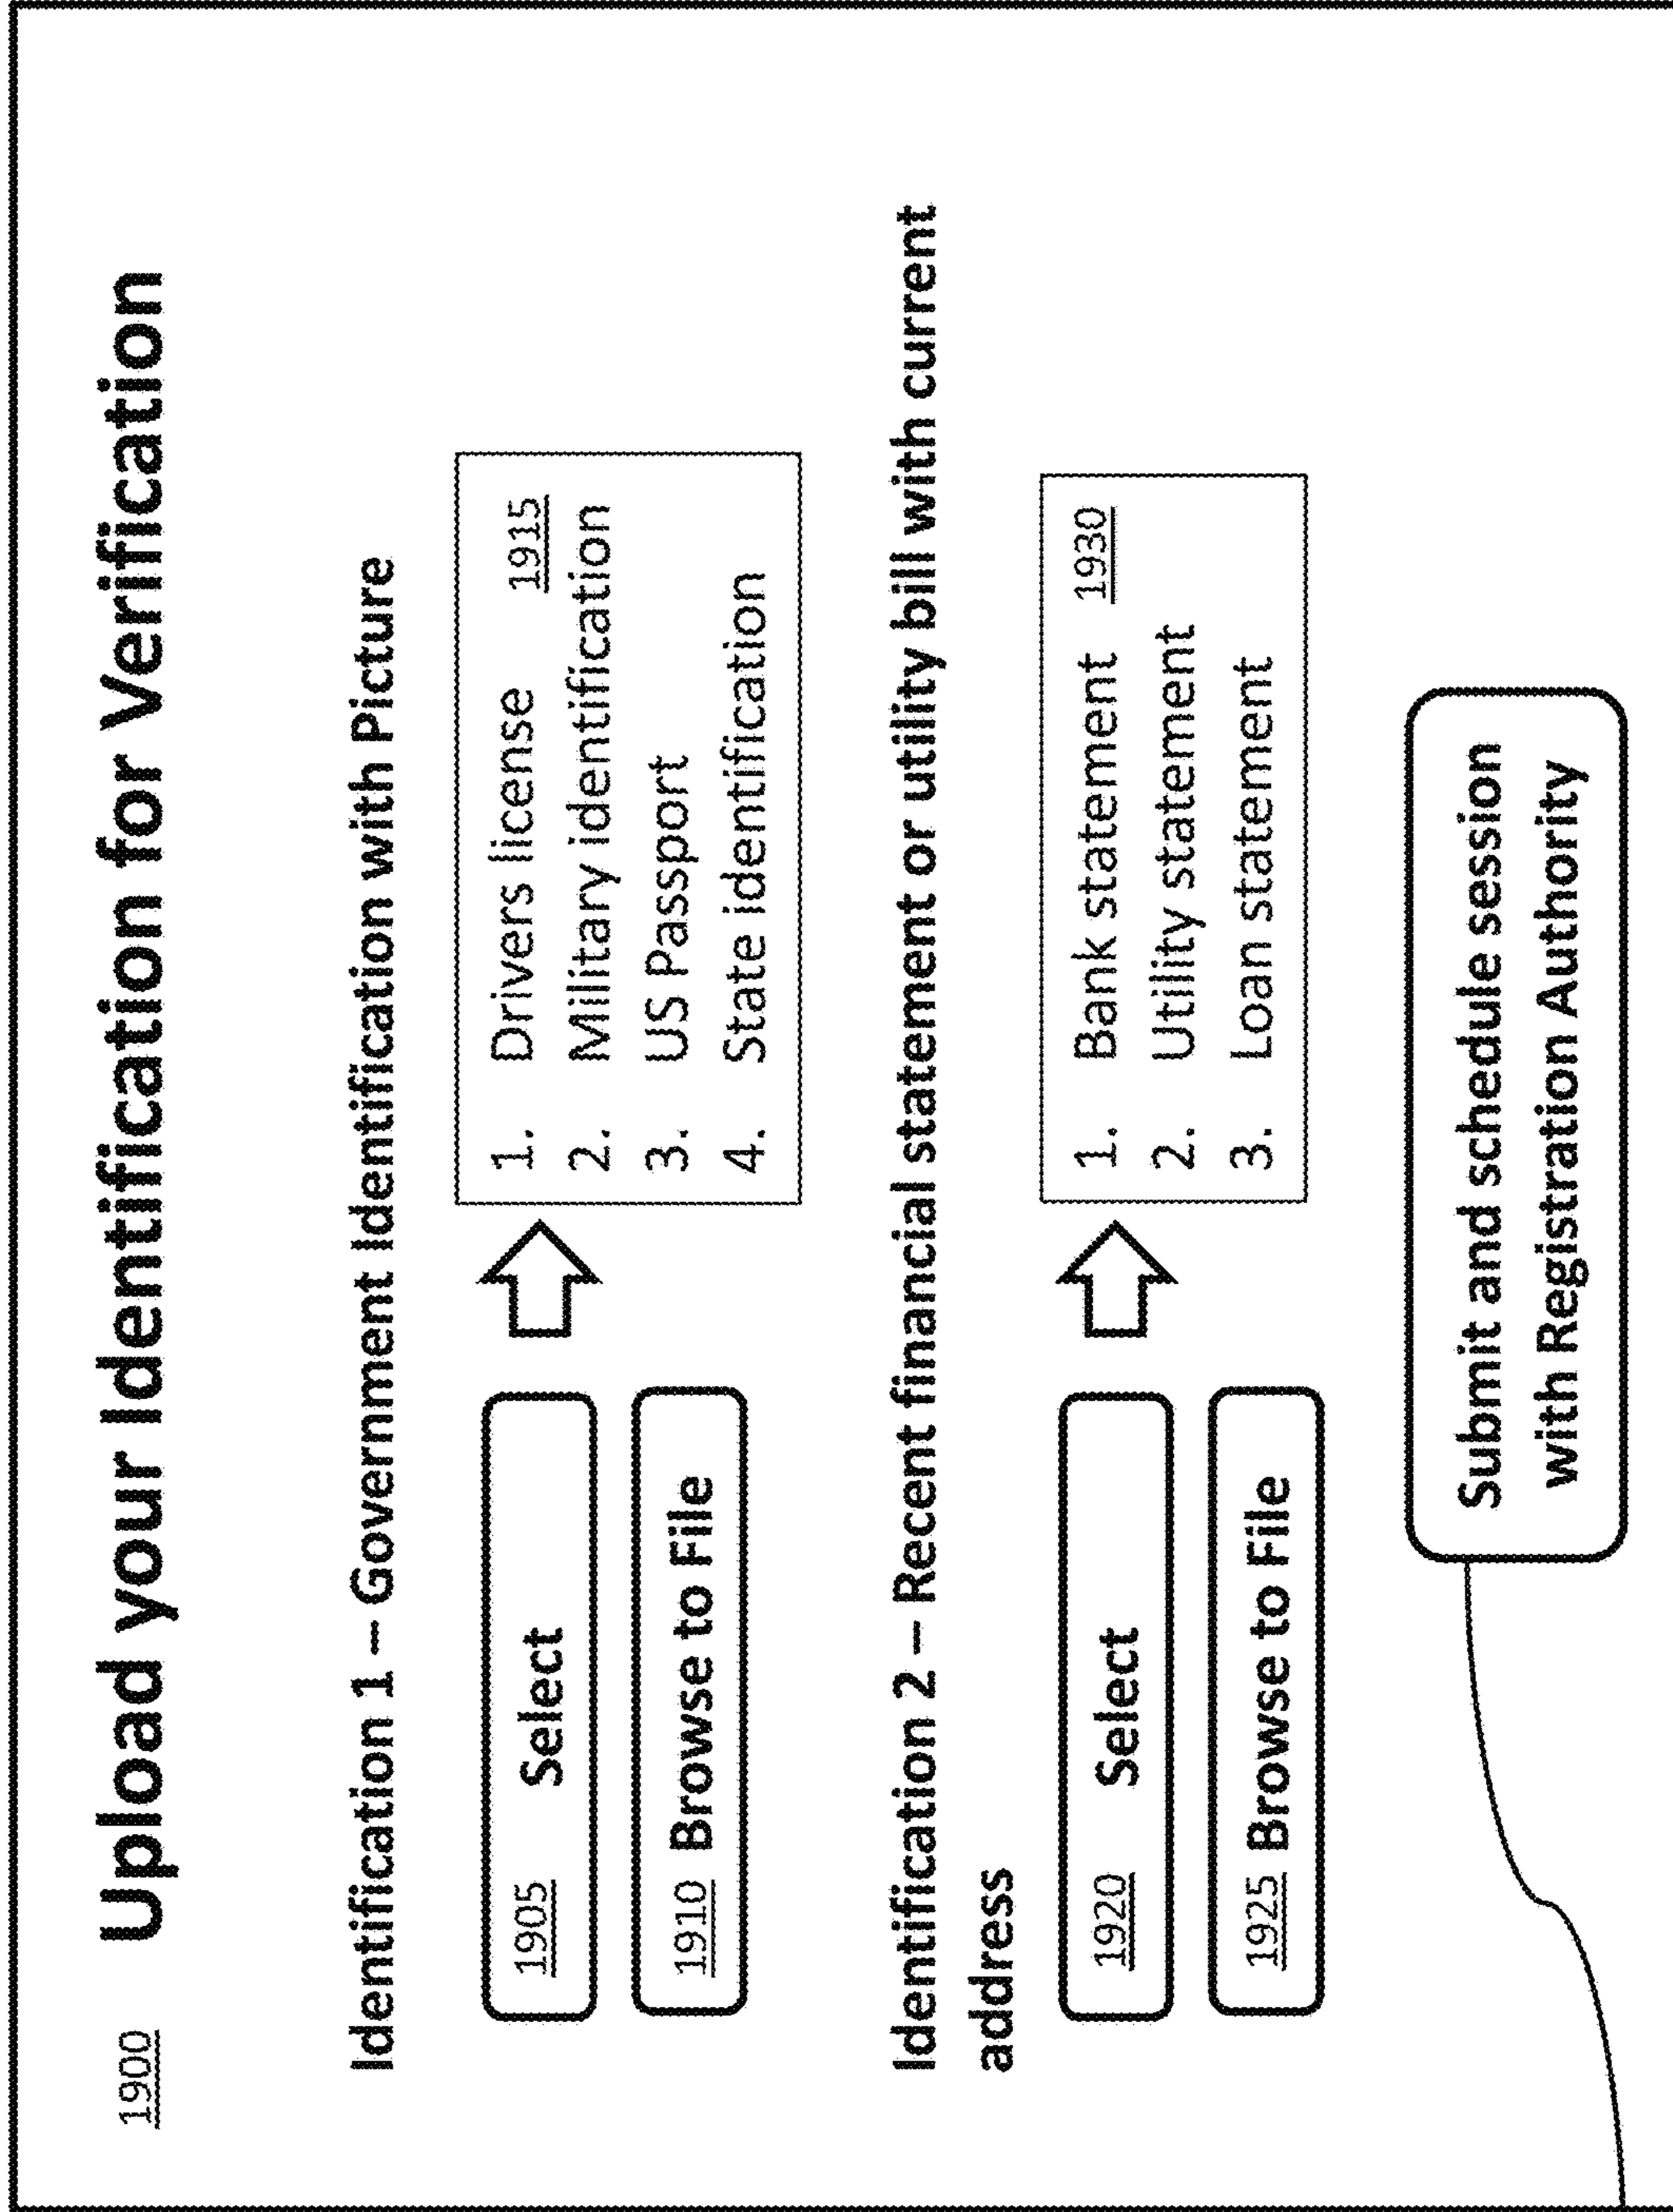 1900 Upload your Identification for Verification
Identification 1 – Government Identification with Picture
1905 Select
1910 Browse to File
1. Drivers license 1915
2. Military identification
3. US Passport
4. State identification
Identification 2 – Recent financial statement or utility bill with current
address
1920 Select
1925 Browse to File
1. Bank statement 1930
2. Utility statement
3. Loan statement
Submit and schedule session
with Registration Authority